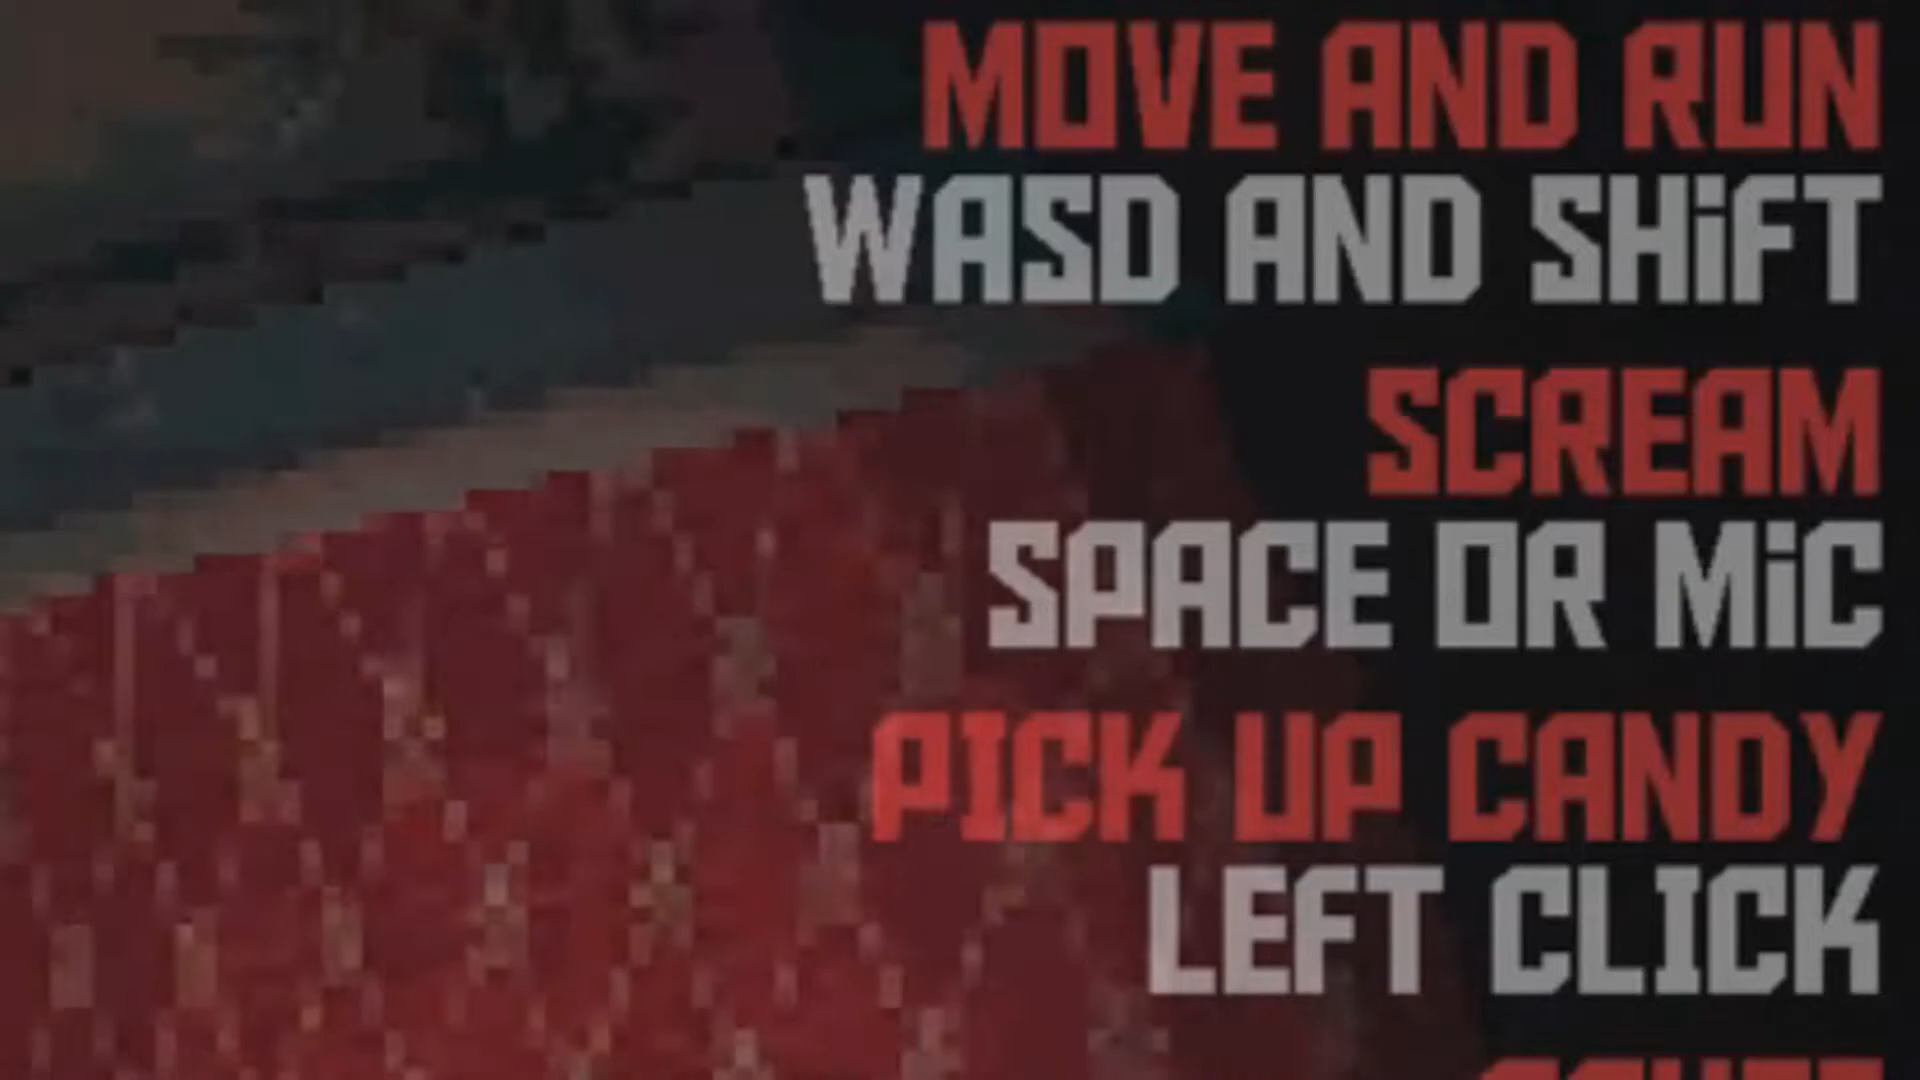 MOVE AND RUN
WASD AND SHiFT
SCREAM
SPACE OR MiC
PICK UP CANDY
LEFT CLICK